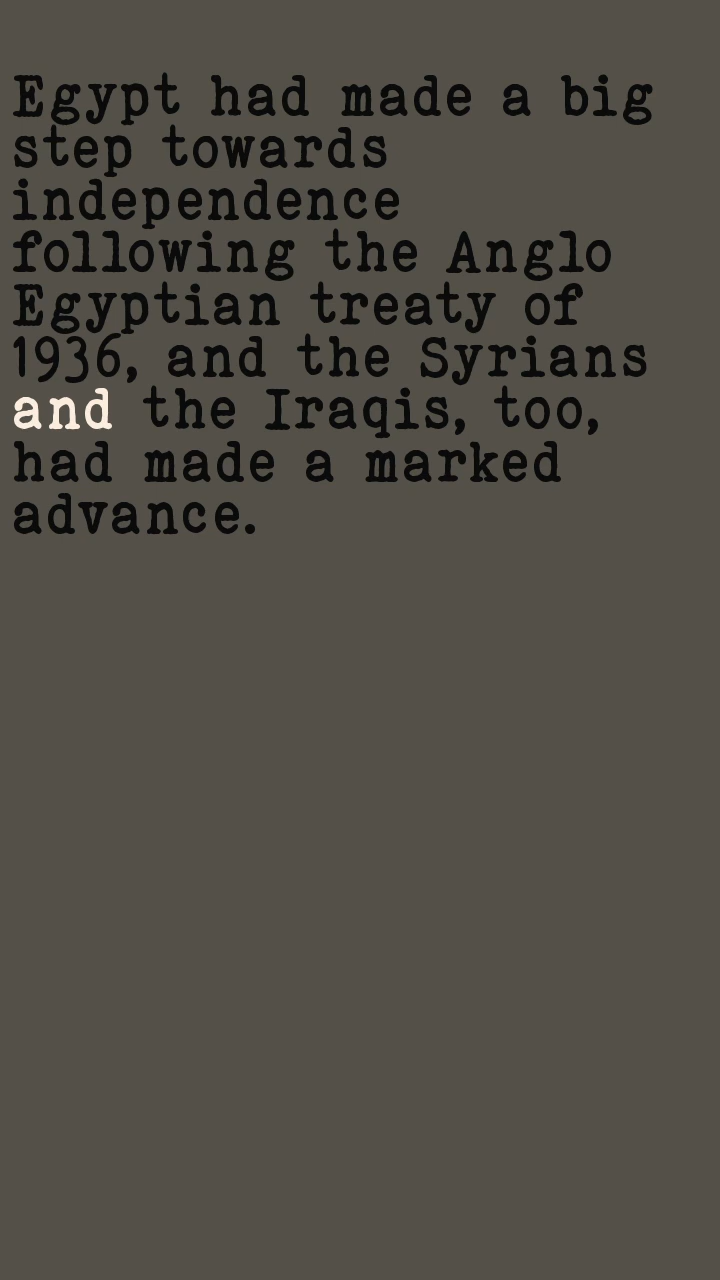 Egypt had made a big
step towards
independence
following the Anglo
Egyptian treaty of
1936, and the Syrians
and the Iraqis, too,
had made a marked
advance.